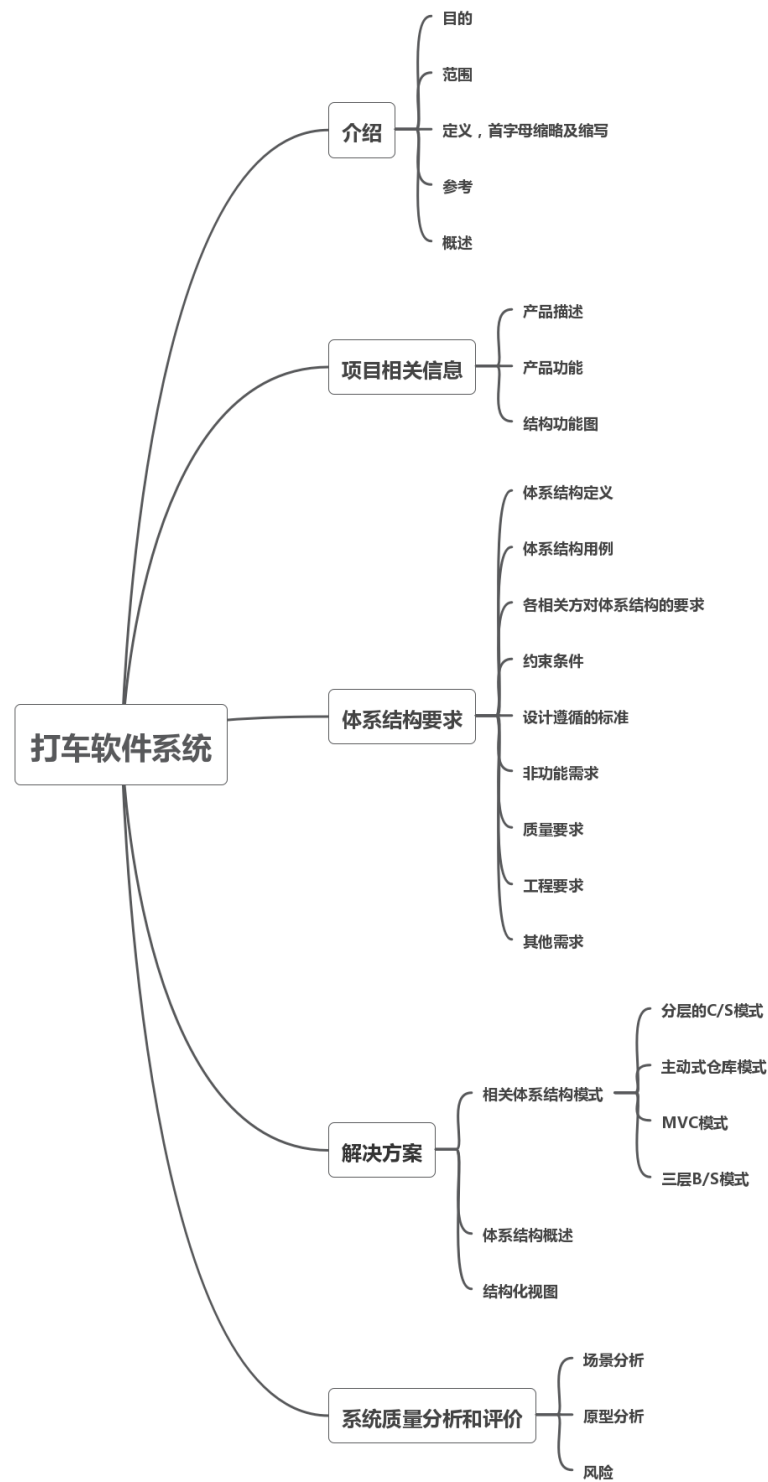 打车软件系统
介绍
目的
范围
定义，首字母缩略及缩写
参考
概述
项目相关信息
产品描述
产品功能
结构功能图
体系结构要求
体系结构定义
体系结构用例
各相关方对体系结构的要求
约束条件
设计遵循的标准
非功能需求
质量要求
工程要求
其他需求
解决方案
相关体系结构模式
分层的C/S模式
主动式仓库模式
MVC模式
三层B/S模式
体系结构概述
结构化视图
系统质量分析和评价
场景分析
原型分析
风险